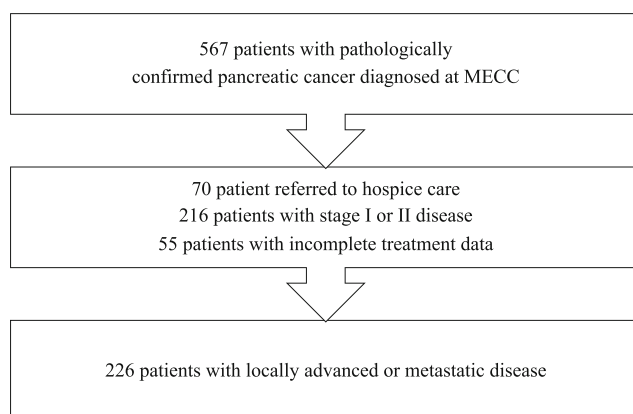 567 patients with pathologically
confirmed pancreatic cancer diagnosed at MECC
70 patient referred to hospice care
216 patients with stage I or II disease
55 patients with incomplete treatment data
226 patients with locally advanced or metastatic disease